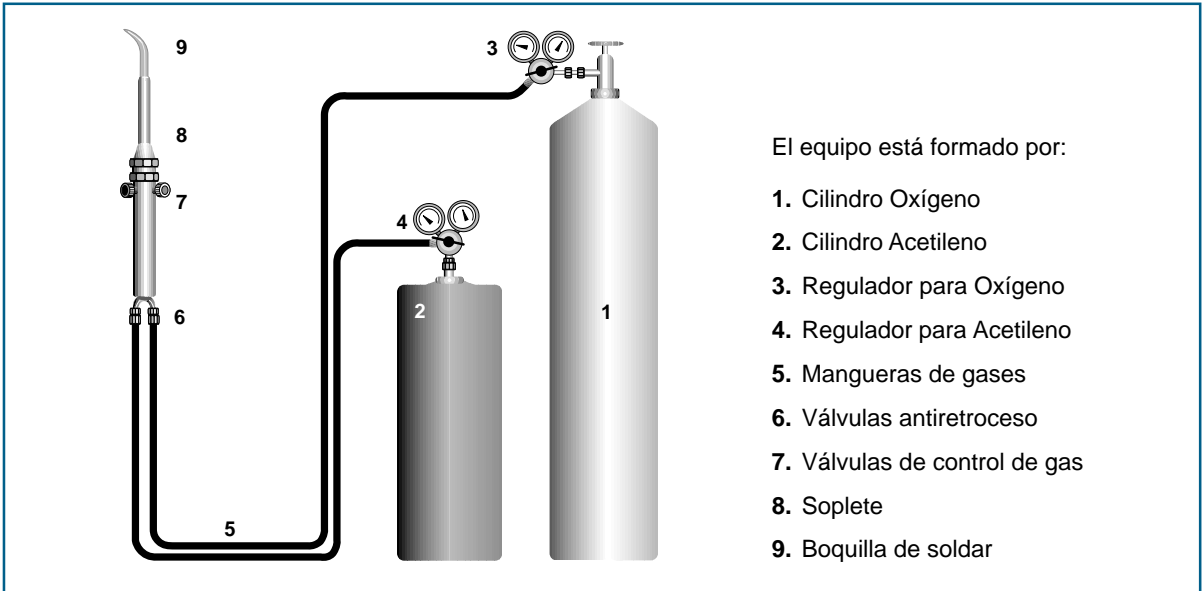 9
3
8
7
4
6
2
1
5
El equipo está formado por:
1. Cilindro Oxígeno
2. Cilindro Acetileno
3. Regulador para Oxígeno
4. Regulador para Acetileno
5. Mangueras de gases
6. Válvulas antiretroceso
7. Válvulas de control de gas
8. Soplete
9. Boquilla de soldar